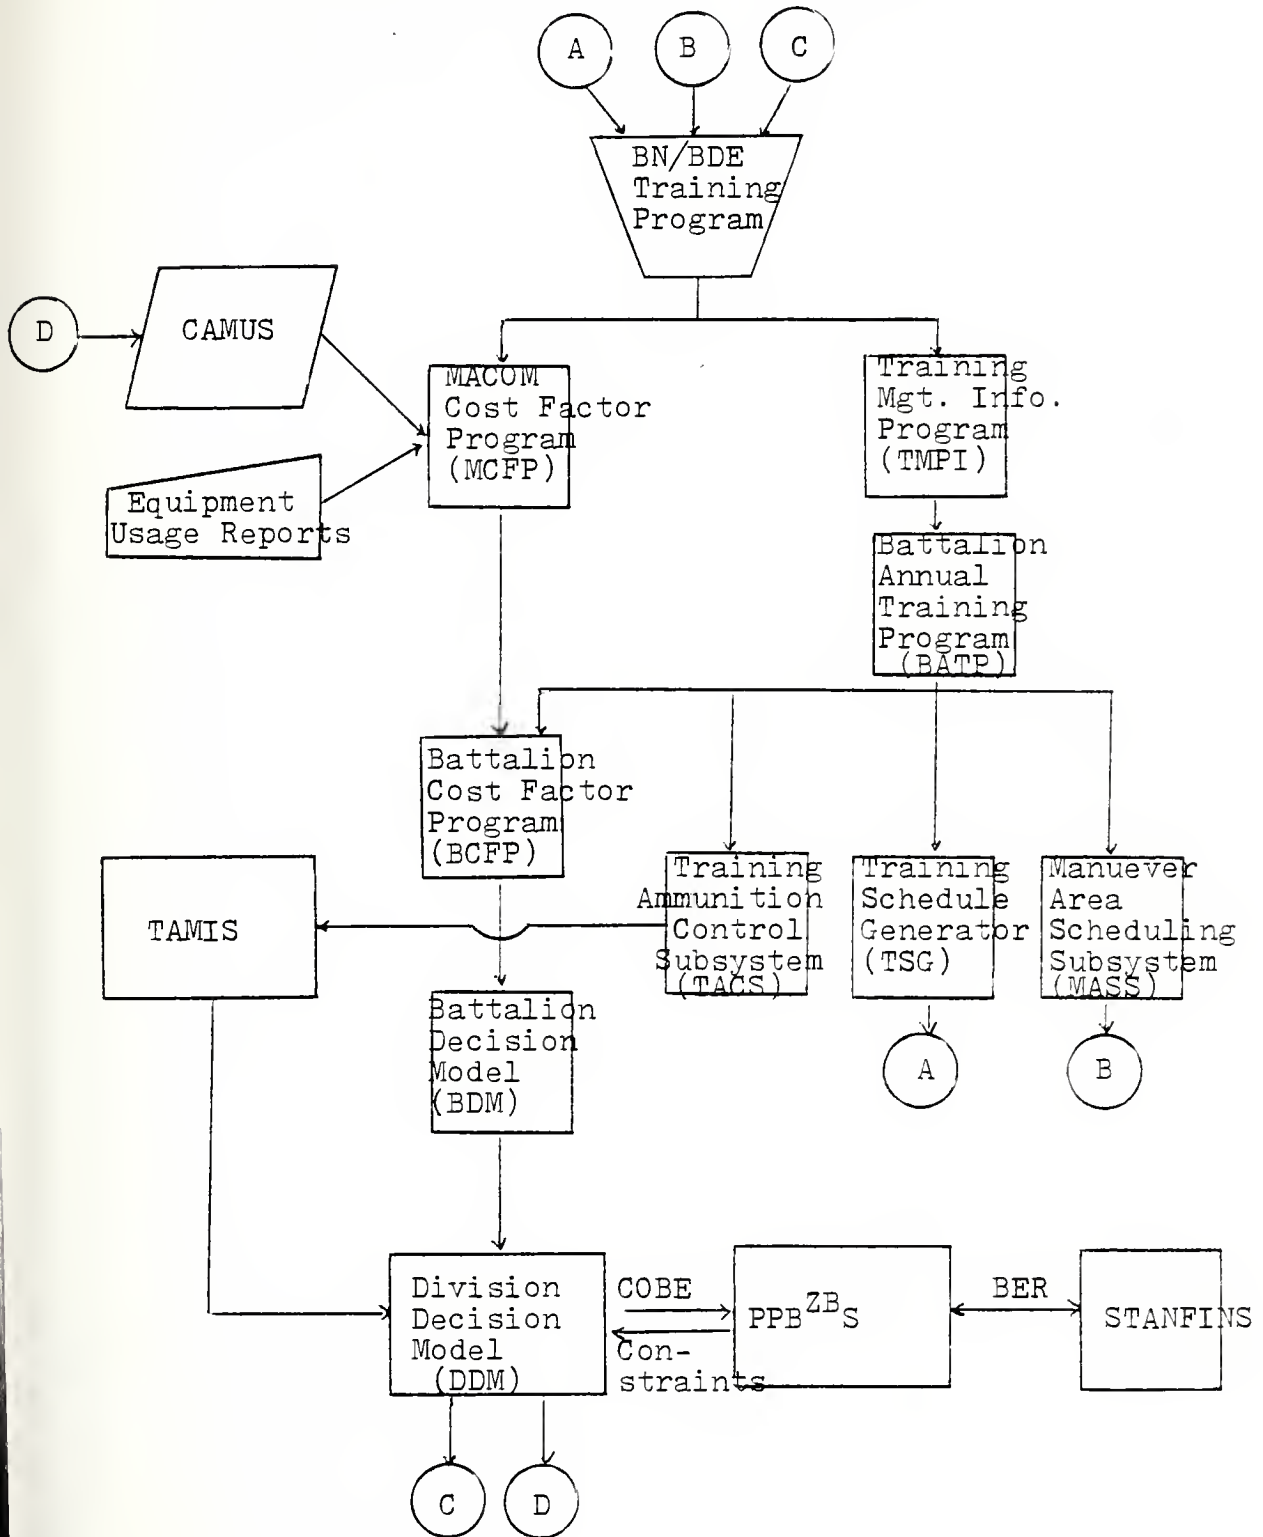 A
B
C
BN/BDE
Training
Program
D
CAMUS
MACOM
Cost Factor
Program
(MCFP)
Training
Mgt. Info.
Program
(TMPI)
Equipment
Usage Reports
Battalion
Annual
Training
Program
(BATP)
Battalion
Cost Factor
Program
(BCFP)
TAMIS
Training
Ammunition
Control
Subsystem
(TACS)
Training
Schedule
Generator
(TSG)
Manuever
Area
Scheduling
Subsystem
(MASS)
Battalion
Decision
Model
(BDM)
A
B
Division
Decision
Model
(DDM)
COBE
Con-
straints
PPB ZB S
BER
STANFINS
C
D